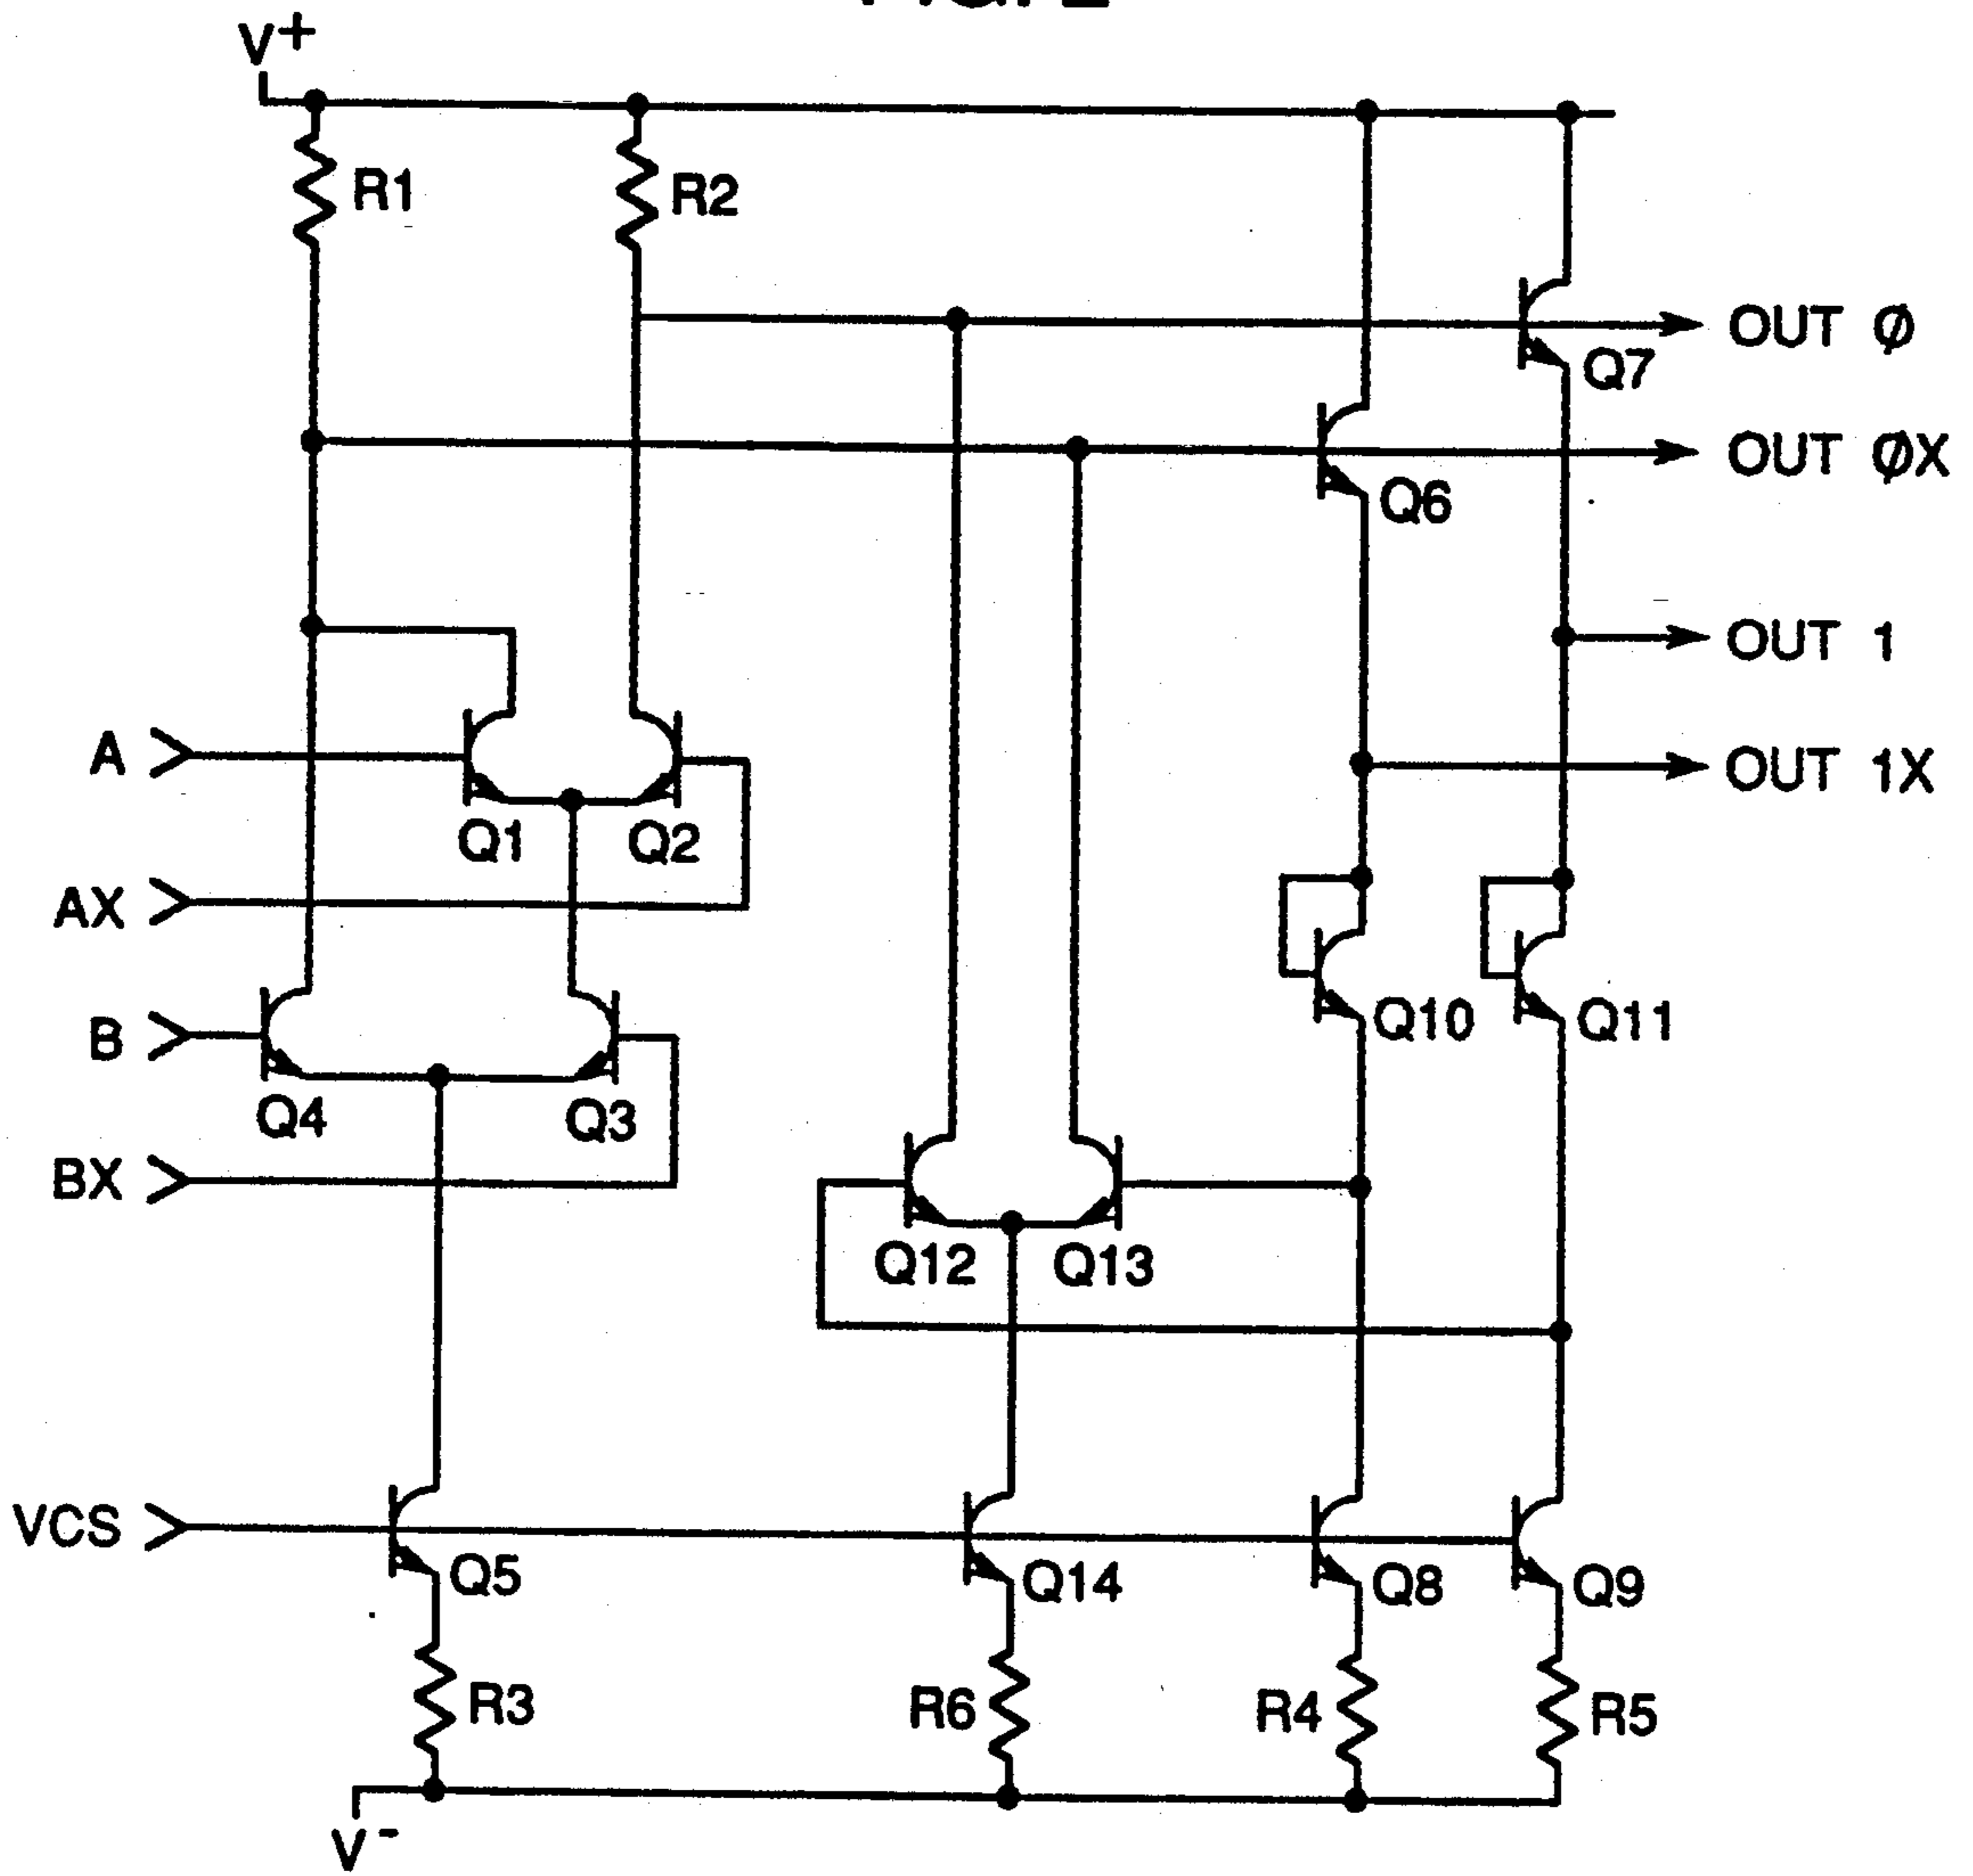 V+
R1
R2
OUT Ø
Q7
OUT ØX
Q6
OUT 1
A
OUT 1X
Q1
Q2
AX
B
Q10
Q11
Q4
Q3
BX
Q12
Q13
VCS
Q5
Q14
Q8
Q9
R3
R6
R4
R5
V-